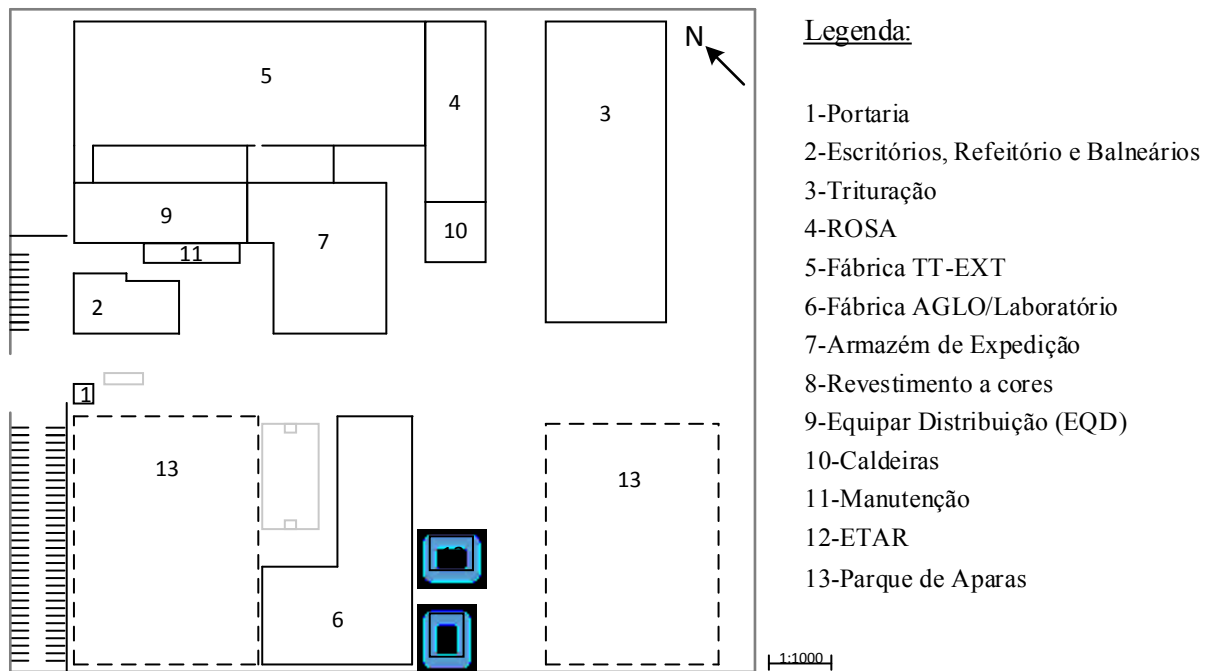 N
5
4
3
9
7
10
11
2
1
13
13
6
Legenda:
1-Portaria
2-Escritórios, Refeitório e Balneários
3-Trituração
4-ROSA
5-Fábrica TT-EXT
6-Fábrica AGLO/Laboratório
7-Armazém de Expedição
8-Revestimento a cores
9-Equipar Distribuição (EQD)
10-Caldeiras
11-Manutenção
12-ETAR
13-Parque de Aparas
1:1000